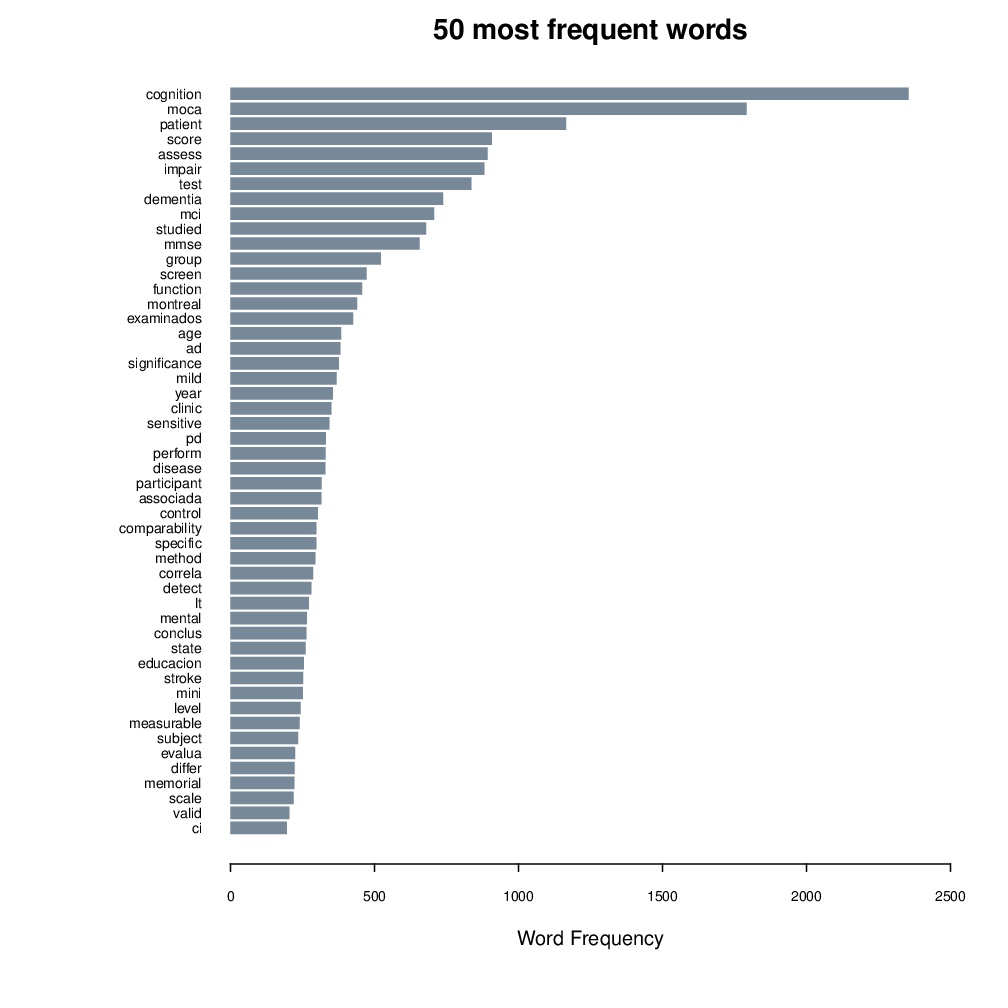 50 most frequent words
cognition
moca
patient
score
assess
impair
test
dementia
mci
studied
mmse
group
screen
function
montreal
examinados
age
ad
significance
mild
year
clinic
sensitive
pd
perform
disease
participant
associada
control
comparability
specific
method
correla
detect
lt
mental
conclus
state
educacion
stroke
mini
level
measurable
subject
evalua
differ
memorial
scale
valid
ci
0 500 1000 1500 2000 2500
Word Frequency